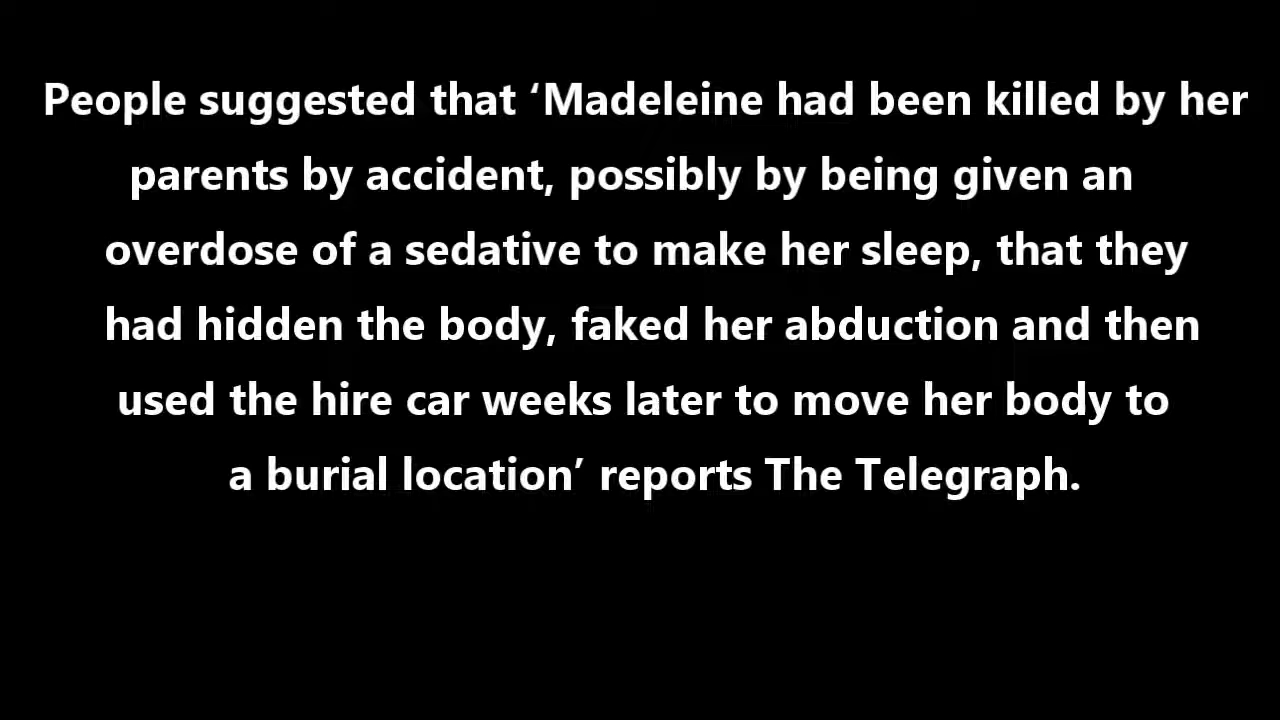 People suggested that ‘Madeleine had been killed by her
parents by accident, possibly by being given an
overdose of a sedative to make her sleep, that they
had hidden the body, faked her abduction and then
used the hire car weeks later to move her body to
a burial location’ reports The Telegraph.